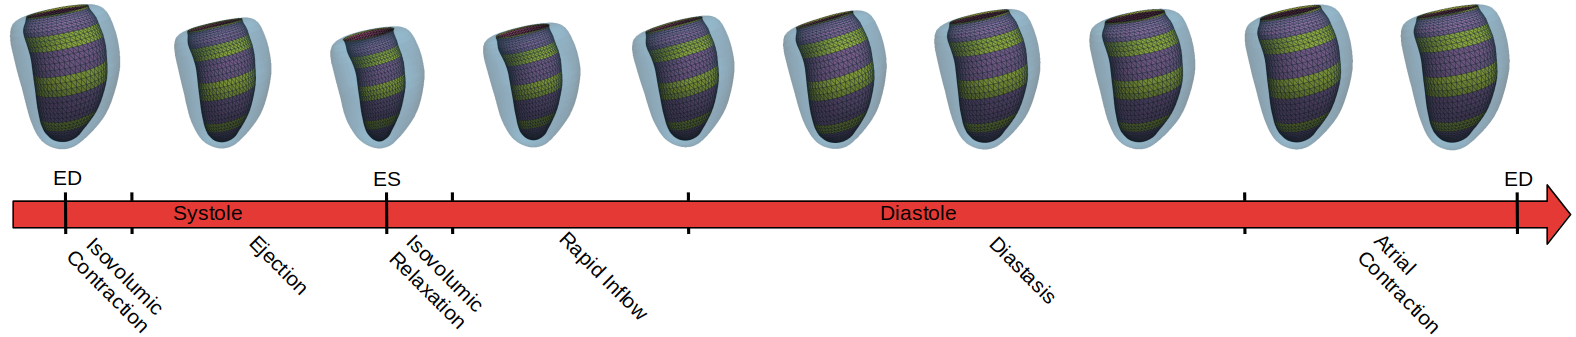 ED
ES
ED
Systole
Diastole
Isovolumic
Contraction
Ejection
Isovolumic
Relaxation
Rapid Inflow
Diastasis
Atrial
Contraction